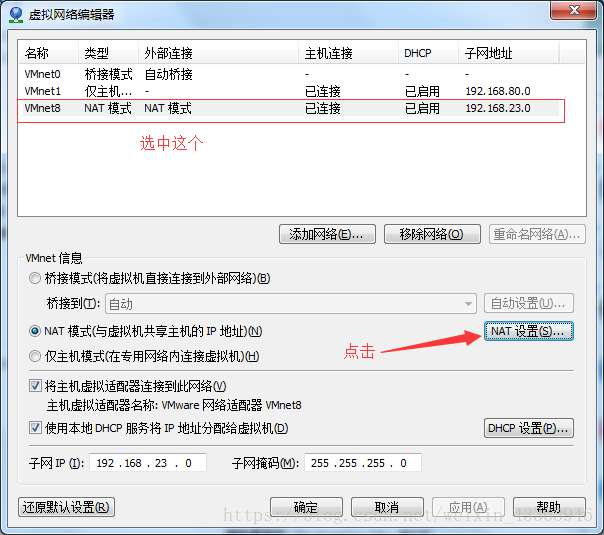 虚拟网络编辑器
名称 类型 外部连接 主机连接 DHCP 子网地址
VMnet0 桥接模式 自动桥接 - - -
VMnet1 仅主机... - 已连接 已启用 192.168.80.0
VMnet8 NAT 模式 NAT 模式 已连接 已启用 192.168.23.0
选中这个
添加网络(E)... 移除网络(O) 重命名网络(A)...
VMnet 信息
桥接模式(将虚拟机直接连接到外部网络)(B)
桥接到(T): 自动 自动设置(U)...
NAT 模式(与虚拟机共享主机的 IP 地址)(N) NAT 设置(S)...
点击
仅主机模式(在专用网络内连接虚拟机)(H)
将主机虚拟适配器连接到此网络(V)
主机虚拟适配器名称: VMware 网络适配器 VMnet8
使用本地 DHCP 服务将 IP 地址分配给虚拟机(D) DHCP 设置(P)...
子网 IP (I): 192 .168 . 23 . 0 子网掩码(M): 255 .255 .255 . 0
还原默认设置(R) 确定 取消 应用(A) 帮助